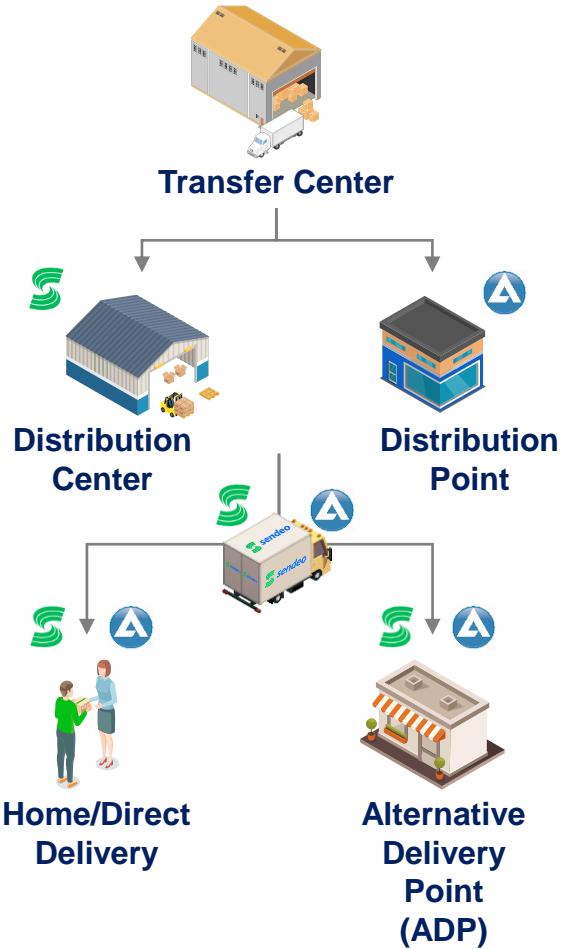 Transfer Center
Distribution
Center
Distribution
Point
sendeo
sendeo
Home/Direct
Delivery
Alternative
Delivery
Point
(ADP)